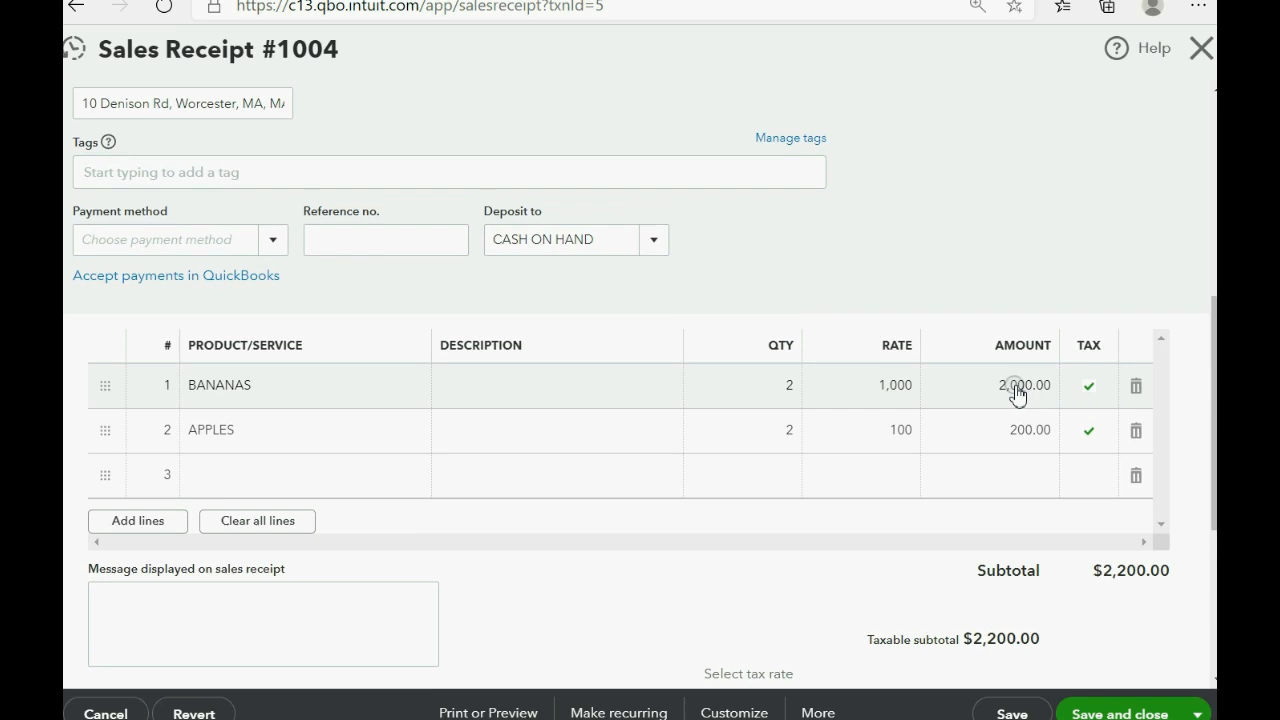 https://c13.qbo.intuit.com/app/salesreceipt?txnId=5
Sales Receipt #1004
? Help
10 Denison Rd, Worcester, MA, MA
Tags ?
Manage tags
Start typing to add a tag
Payment method Reference no. Deposit to
Choose payment method CASH ON HAND
Accept payments in QuickBooks
# PRODUCT/SERVICE DESCRIPTION QTY RATE AMOUNT TAX
1 BANANAS 2 1,000 2,000.00
2 APPLES 2 100 200.00
3
Add lines Clear all lines
Message displayed on sales receipt
Subtotal $2,200.00
Taxable subtotal $2,200.00
Select tax rate
Cancel Revert Print or Preview Make recurring Customize More Save Save and close